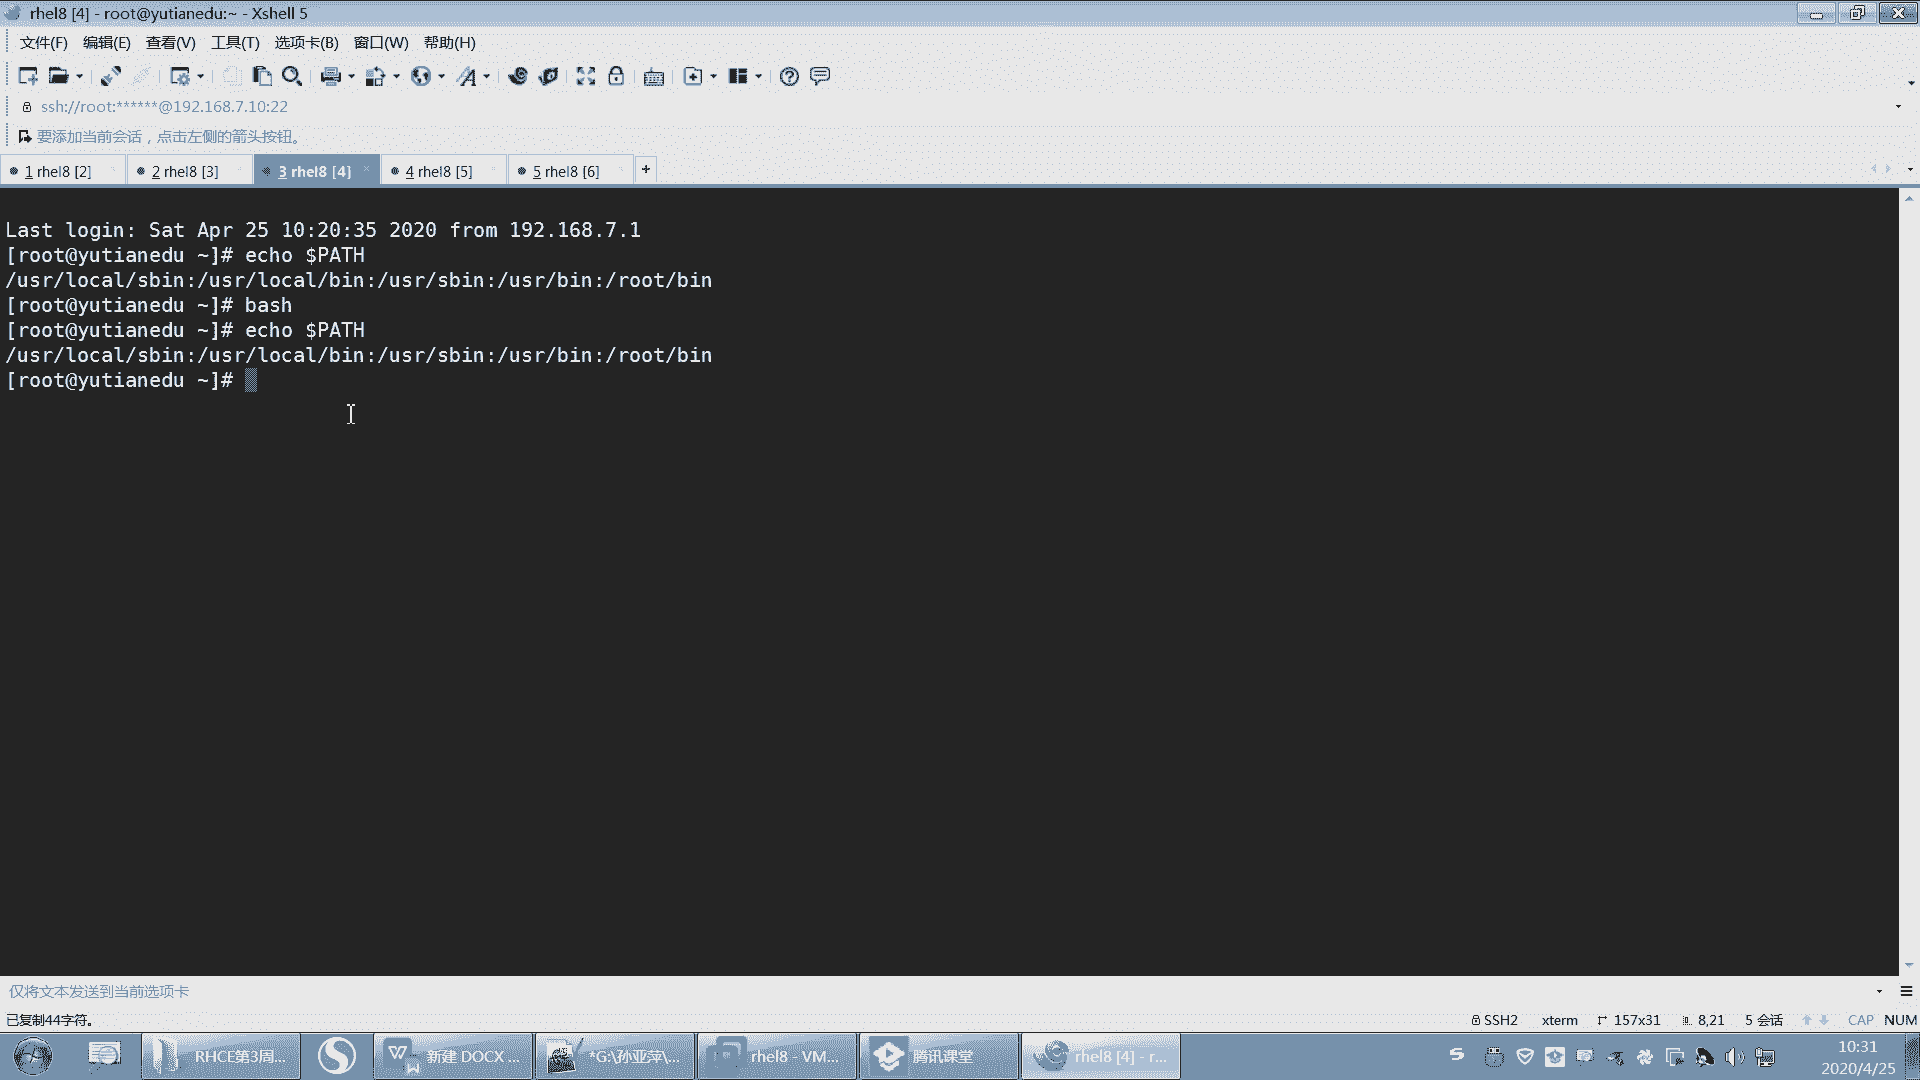 rhel8 [4] - root@yutianedu:~ - Xshell 5
文件(F) 编辑(E) 查看(V) 工具(T) 选项卡(B) 窗口(W) 帮助(H)
ssh://root:******@192.168.7.10:22
要添加当前会话，点击左侧的箭头按钮。
1 rhel8 [2] 2 rhel8 [3] 3 rhel8 [4] 4 rhel8 [5] 5 rhel8 [6] +
Last login: Sat Apr 25 10:20:35 2020 from 192.168.7.1
[root@yutianedu ~]# echo $PATH
/usr/local/sbin:/usr/local/bin:/usr/sbin:/usr/bin:/root/bin
[root@yutianedu ~]# bash
[root@yutianedu ~]# echo $PATH
/usr/local/sbin:/usr/local/bin:/usr/sbin:/usr/bin:/root/bin
[root@yutianedu ~]#
仅将文本发送到当前选项卡
已复制44字符。 SSH2 xterm 157x31 8,21 5 会话 CAP NUM
RHCE第3周... 新建 DOCX ... *G:\孙亚萍\... rhel8 - VM... 腾讯课堂 rhel8 [4] - r... 10:31
2020/4/25